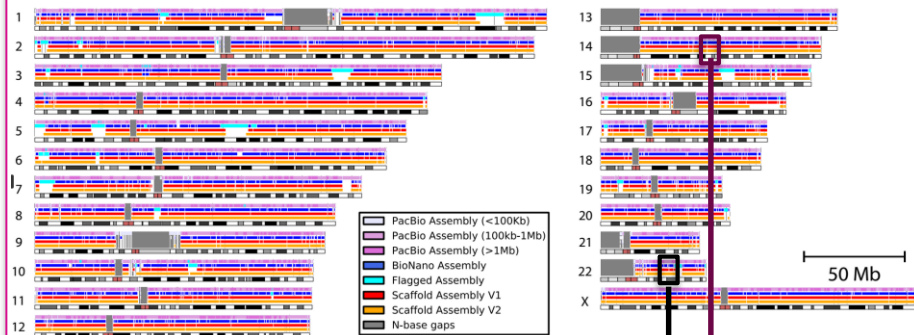 1
2
3
4
5
6
7
8
9
10
11
12
13
14
15
16
17
18
19
20
21
22
X
PacBio Assembly (<100Kb)
PacBio Assembly (100kb-1Mb)
PacBio Assembly (>1Mb)
BioNano Assembly
Flagged Assembly
Scaffold Assembly V1
Scaffold Assembly V2
N-base gaps
50 Mb